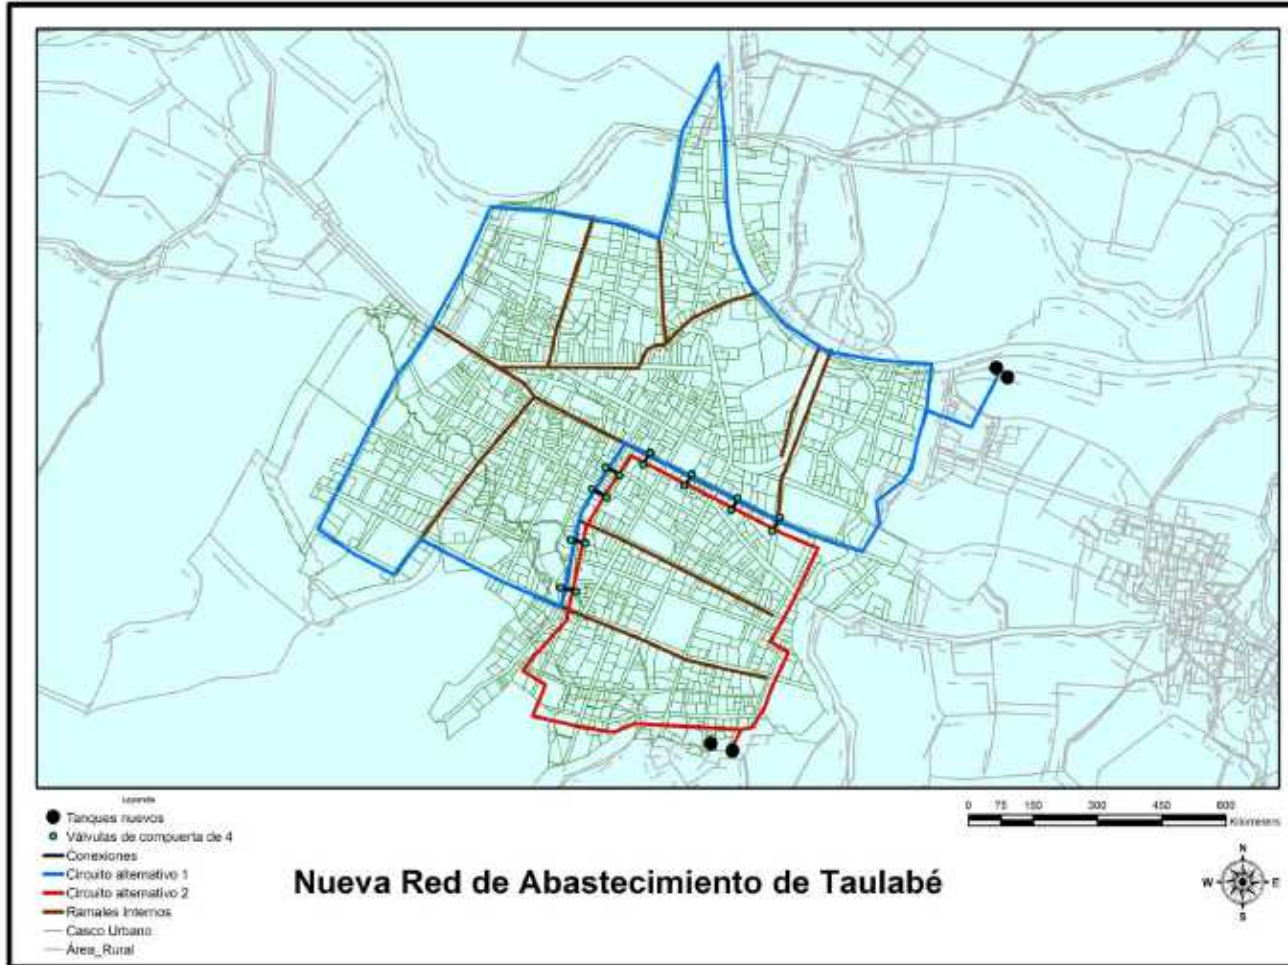 Leyenda
Tanques nuevos
Válvulas de compuerta de 4
Conexiones
Circuito alternativo 1
Circuito alternativo 2
Ramales Internos
Casco Urbano
Área_Rural
Nueva Red de Abastecimiento de Taulabé
0 75 150 300 450 600
Kilometers
N
W E
S